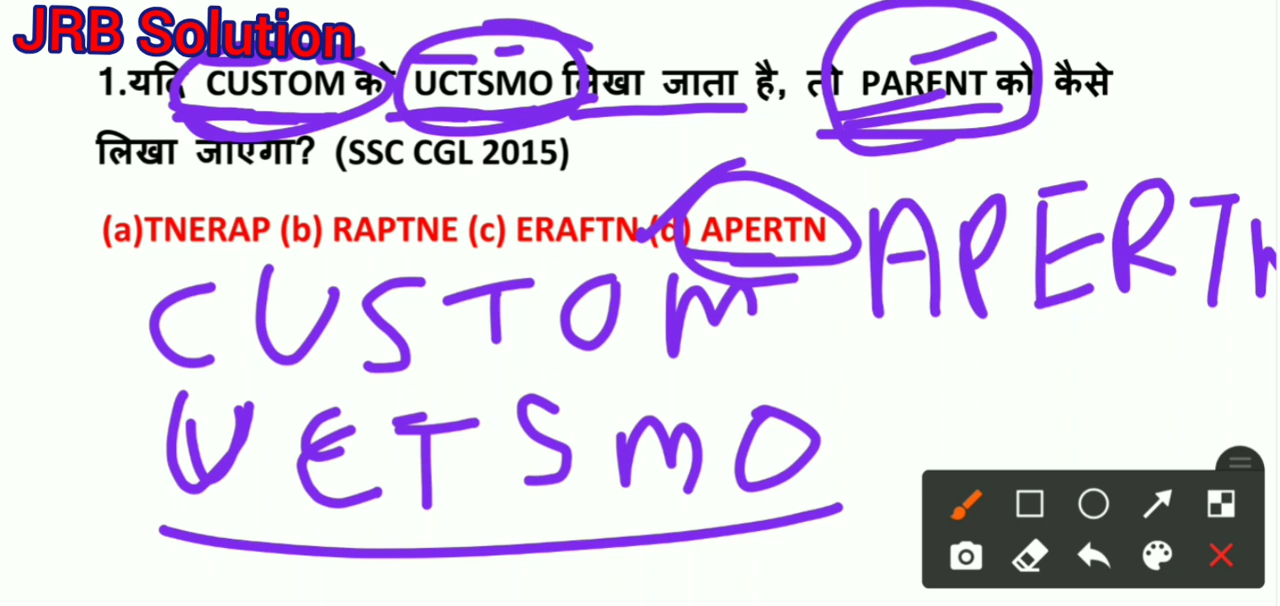 JRB Solution
1.यदि CUSTOM को UCTSMO लिखा जाता है, तो PARENT को कैसे
लिखा जाएगा? (SSC CGL 2015)
(a)TNERAP (b) RAPTNE (c) ERAFTN (d) APERTN
APERTN
CUSTOM
UCTSMO